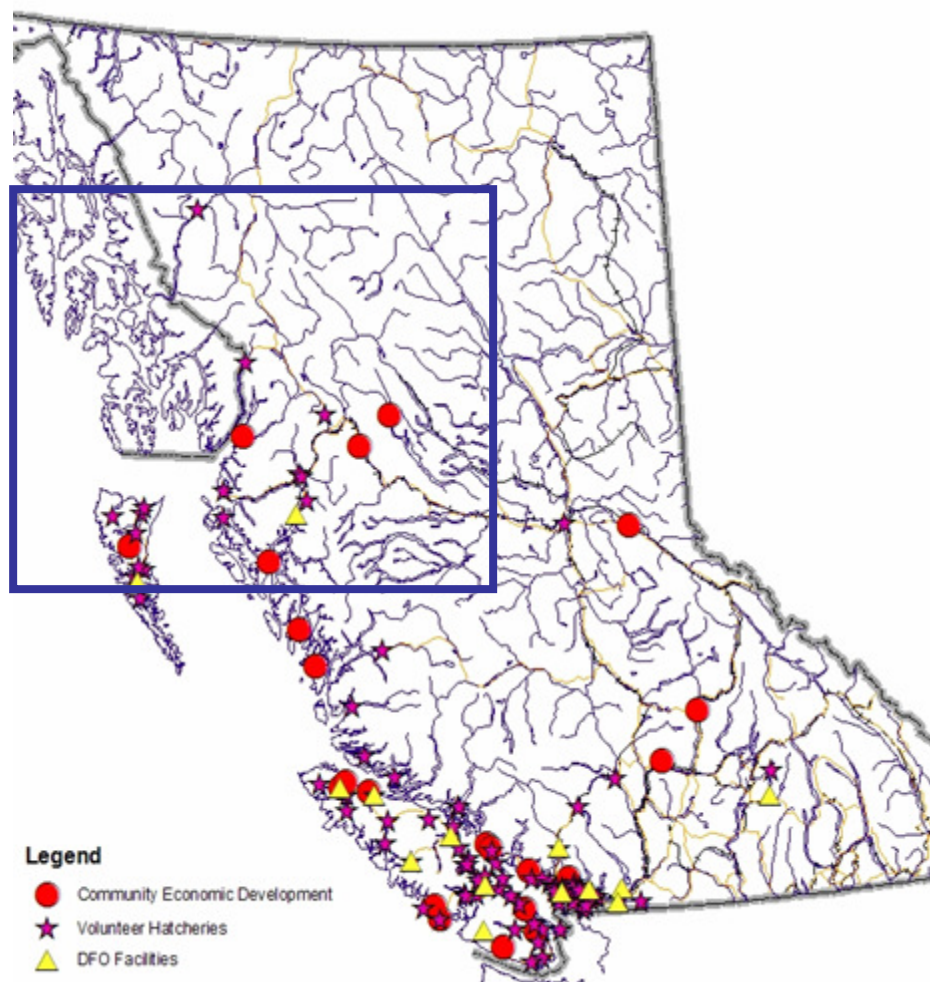 Legend
Community Economic Development
Volunteer Hatcheries
DFO Facilities